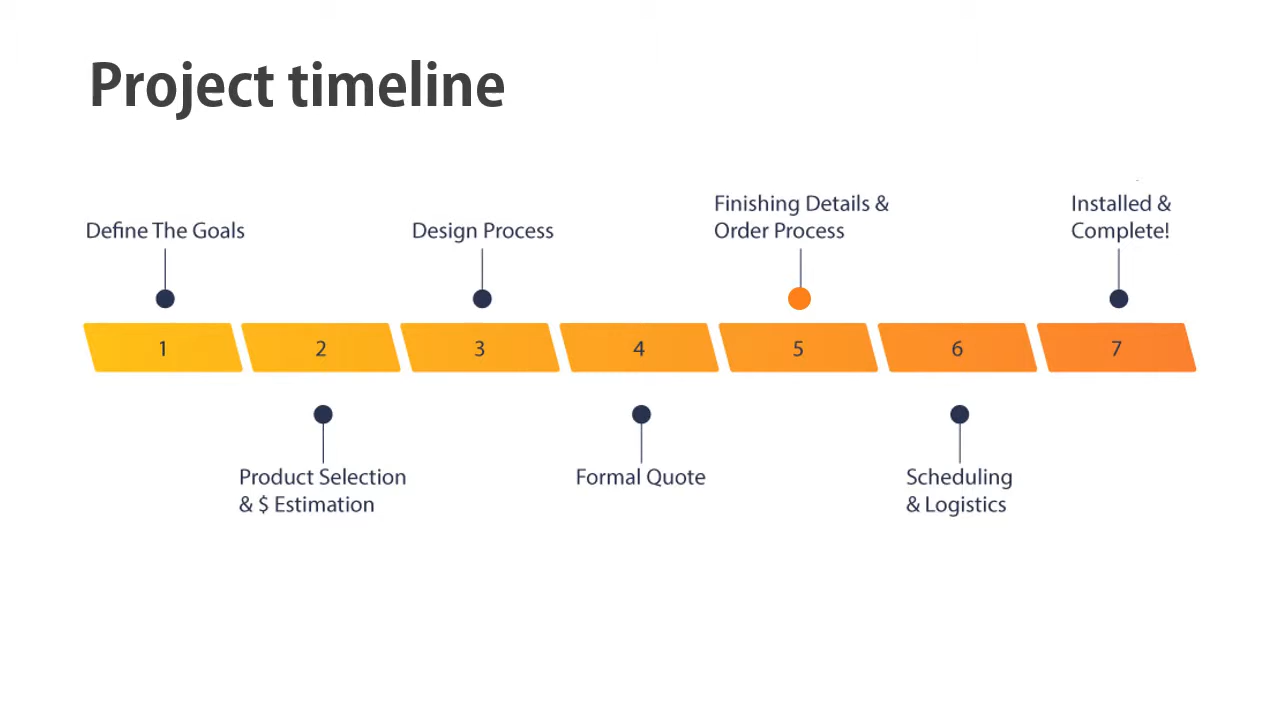 Project timeline
Define The Goals
Design Process
Finishing Details &
Order Process
Installed &
Complete!
1
2
3
4
5
6
7
Product Selection
& $ Estimation
Formal Quote
Scheduling
& Logistics